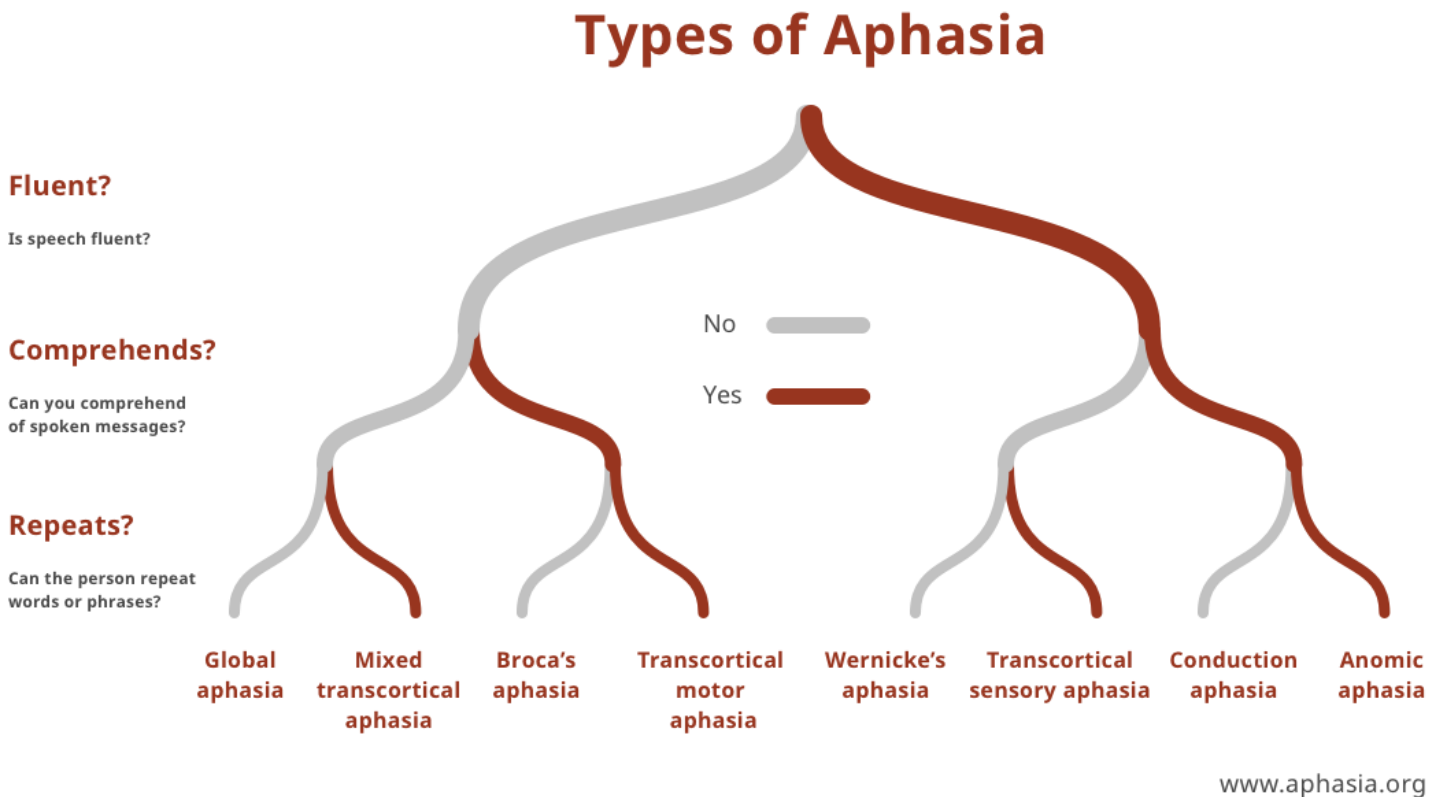 Types of Aphasia
Fluent?
Is speech fluent?
No
Comprehends?
Yes
Can you comprehend
of spoken messages?
Repeats?
Can the person repeat
words or phrases?
Global
aphasia
Mixed
transcortical
aphasia
Broca’s
aphasia
Transcortical
motor
aphasia
Wernicke’s
aphasia
Transcortical
sensory aphasia
Conduction
aphasia
Anomic
aphasia
www.aphasia.org